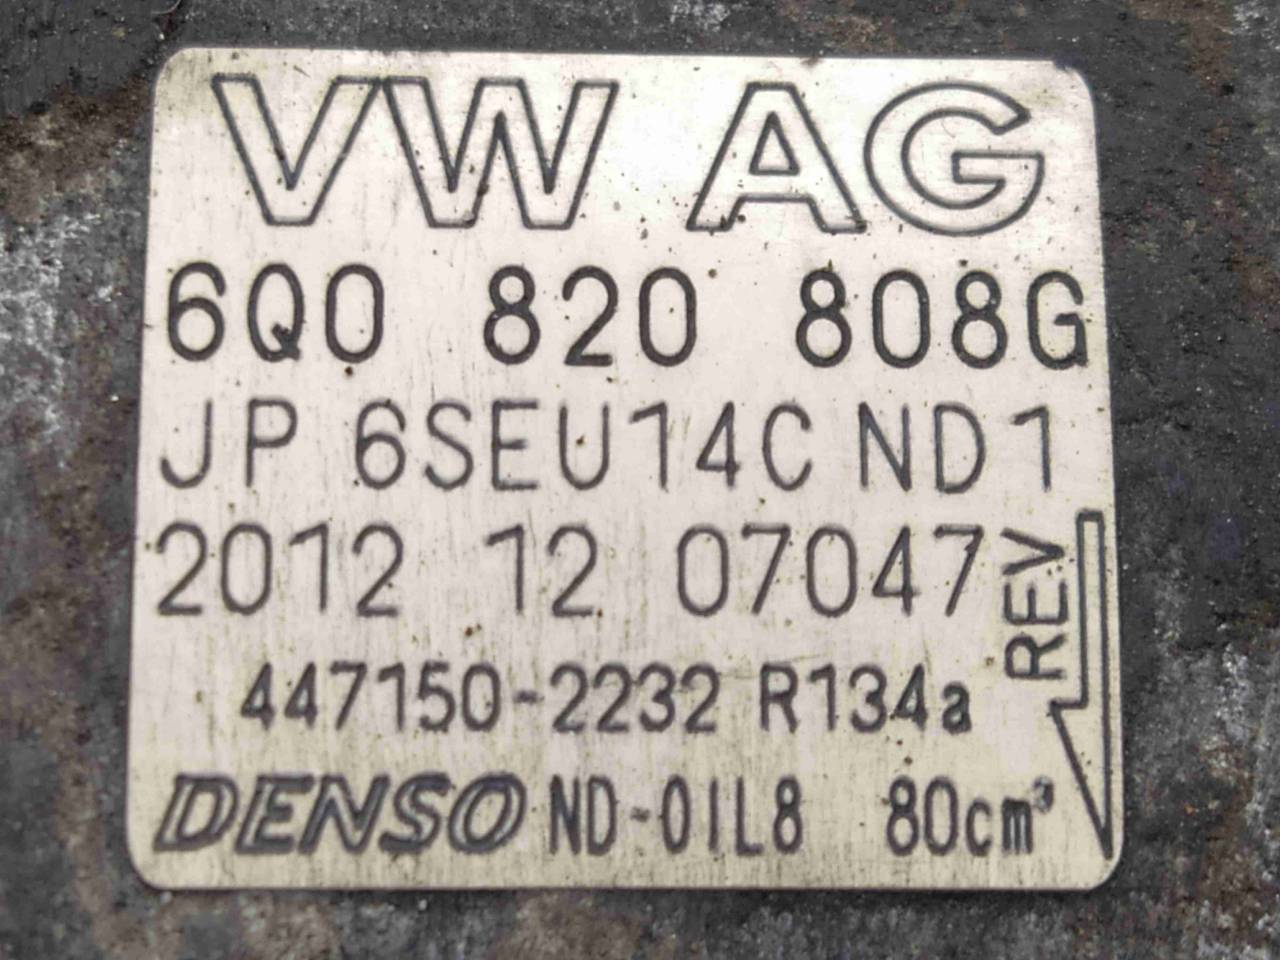 VW AG
6Q0 820 808G
JP 6SEU14C ND1
2012 12 07047
REV
447150-2232 R134a
DENSO ND-OIL8 80cm³